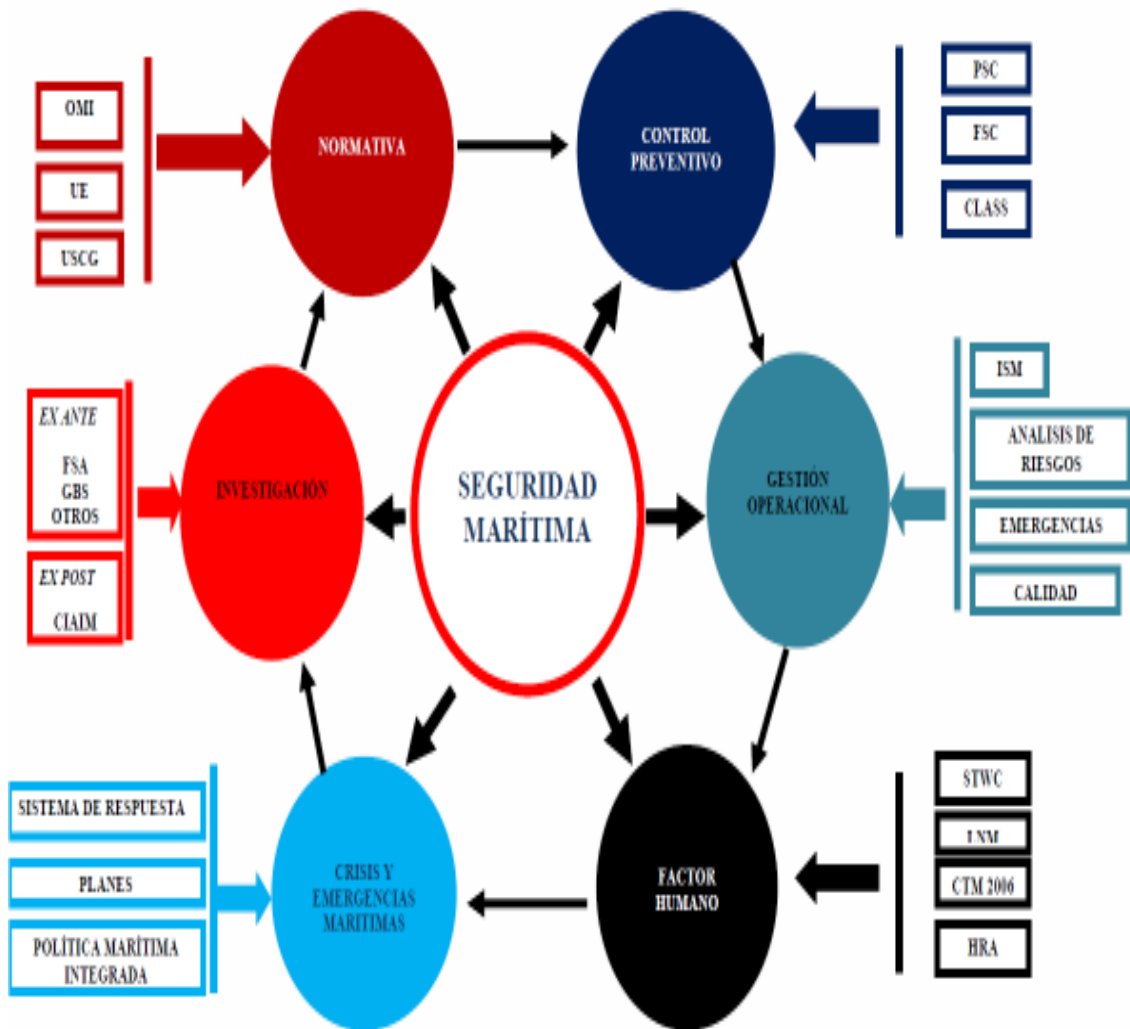 OMI
UE
USCG
NORMATIVA
CONTROL
PREVENTIVO
PSC
FSC
CLASS
EX ANTE
FSA
GBS
OTROS
EX POST
CIAIM
INVESTIGACIÓN
SEGURIDAD
MARÍTIMA
GESTIÓN
OPERACIONAL
ISM
ANALISIS DE
RIESGOS
EMERGENCIAS
CALIDAD
SISTEMA DE RESPUESTA
PLANES
POLÍTICA MARÍTIMA
INTEGRADA
CRISIS Y
EMERGENCIAS
MARITIMAS
FACTOR
HUMANO
STWC
CTM 2006
HRA